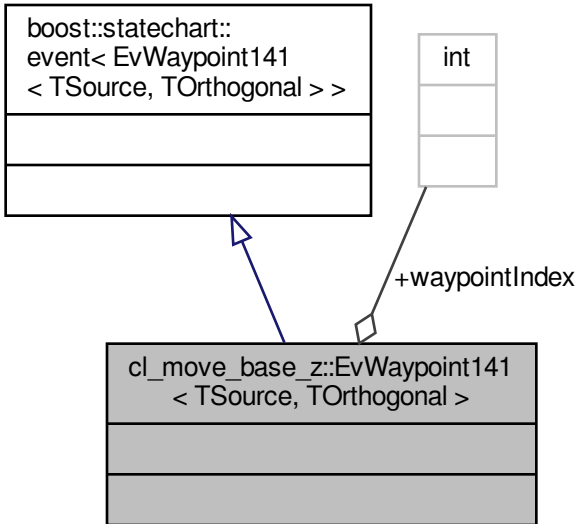 boost::statechart::
event< EvWaypoint141
< TSource, TOrthogonal > >
int
+waypointIndex
cl_move_base_z::EvWaypoint141
< TSource, TOrthogonal >